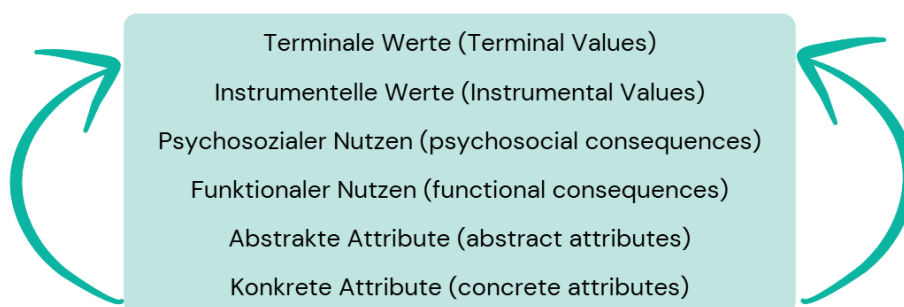 Terminale Werte (Terminal Values)
Instrumentelle Werte (Instrumental Values)
Psychosozialer Nutzen (psychosocial consequences)
Funktionaler Nutzen (functional consequences)
Abstrakte Attribute (abstract attributes)
Konkrete Attribute (concrete attributes)